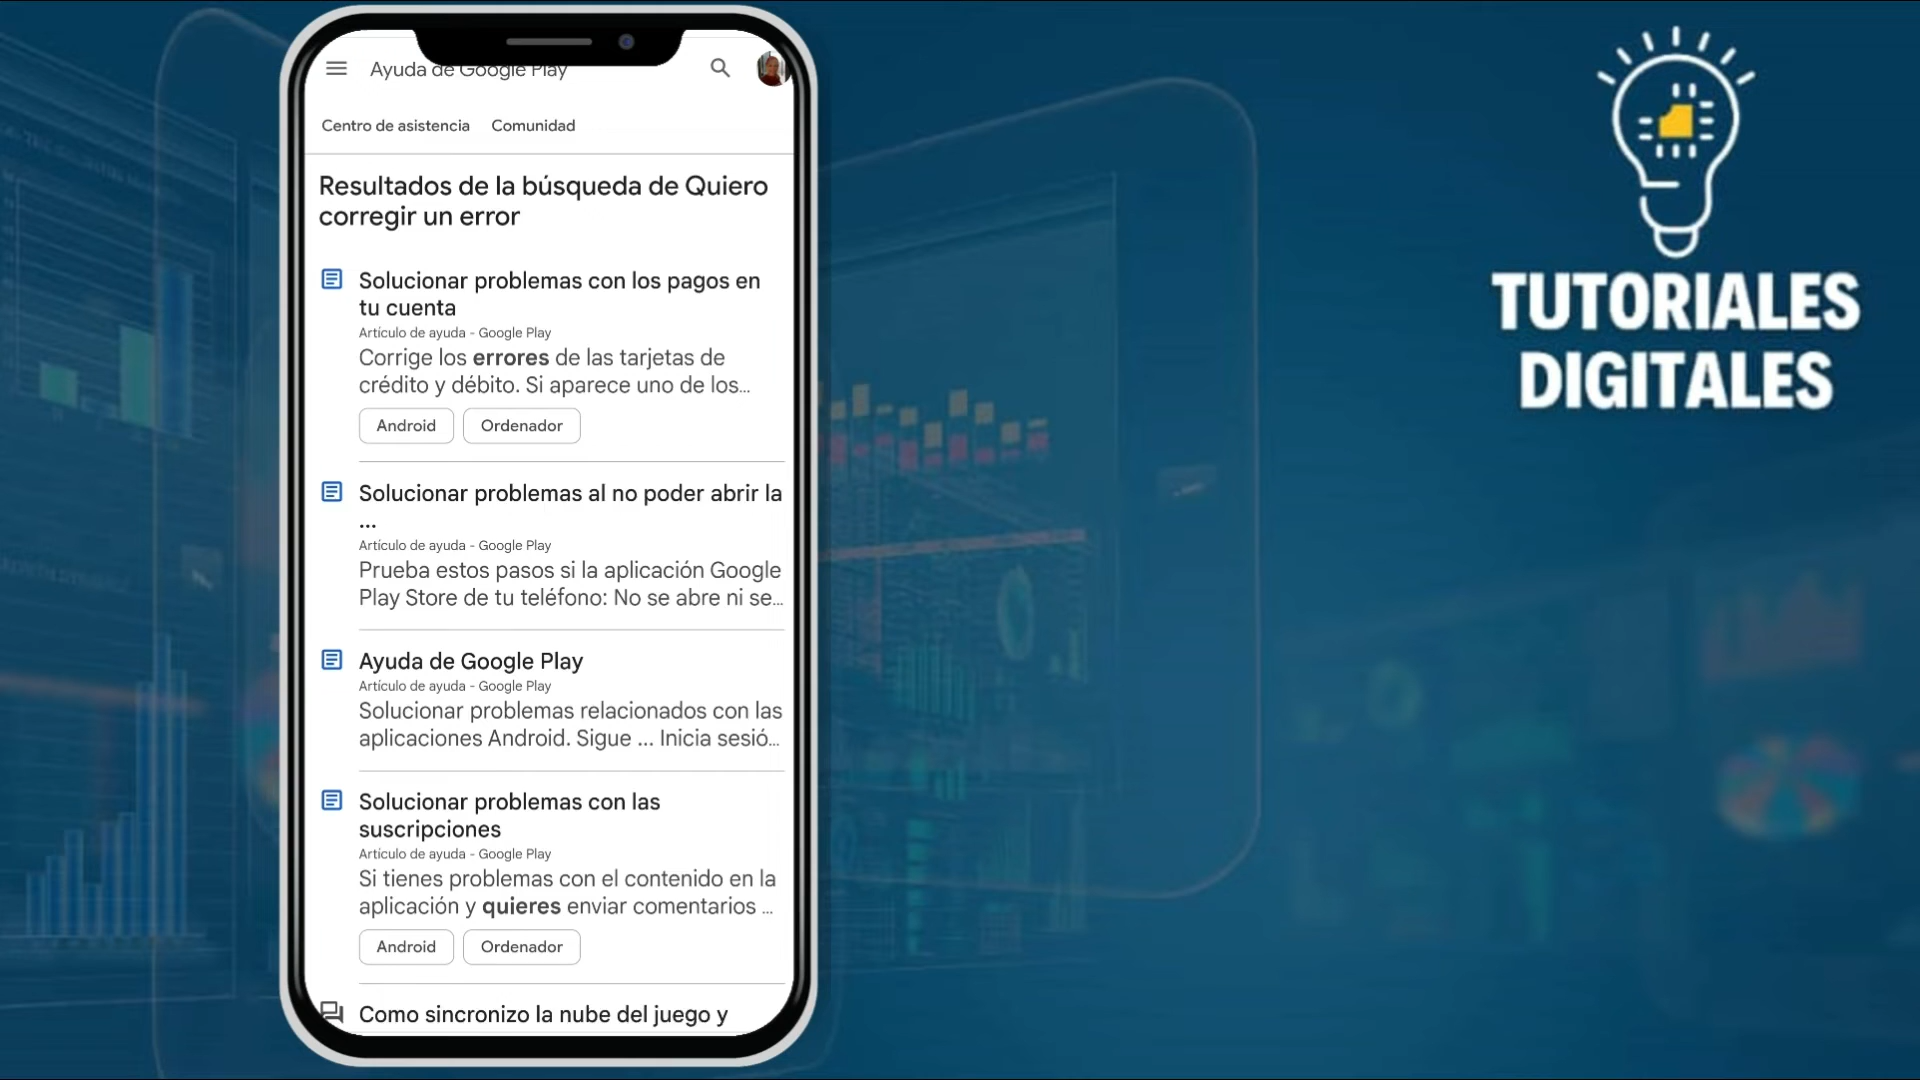 Ayuda de Google Play
Centro de asistencia Comunidad
Resultados de la búsqueda de Quiero
corregir un error
Solucionar problemas con los pagos en
tu cuenta
Artículo de ayuda - Google Play
Corrige los errores de las tarjetas de
crédito y débito. Si aparece uno de los...
Android Ordenador
Solucionar problemas al no poder abrir la
...
Artículo de ayuda - Google Play
Prueba estos pasos si la aplicación Google
Play Store de tu teléfono: No se abre ni se...
Ayuda de Google Play
Artículo de ayuda - Google Play
Solucionar problemas relacionados con las
aplicaciones Android. Sigue ... Inicia sesió...
Solucionar problemas con las
suscripciones
Artículo de ayuda - Google Play
Si tienes problemas con el contenido en la
aplicación y quieres enviar comentarios ...
Android Ordenador
Como sincronizo la nube del juego y
TUTORIALES
DIGITALES